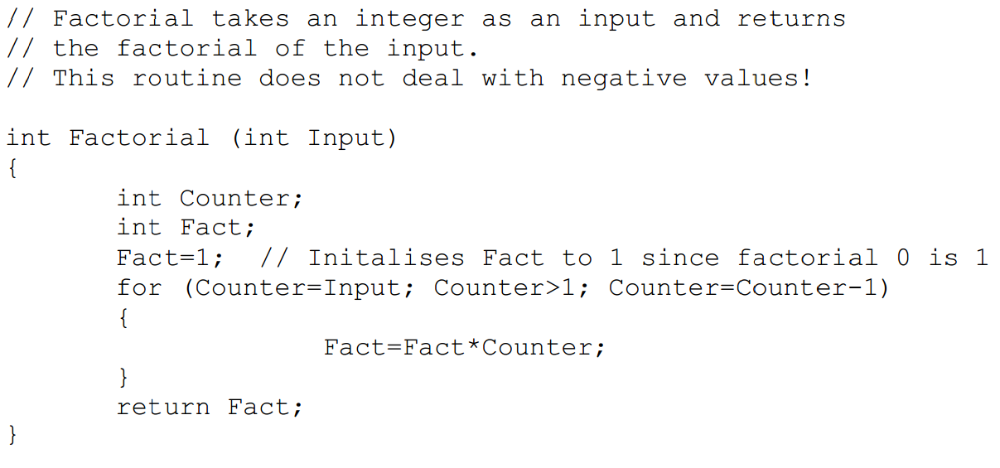 // Factorial takes an integer as an input and returns
// the factorial of the input.
// This routine does not deal with negative values!
int Factorial (int Input)
{
int Counter;
int Fact;
Fact=1; // Initalises Fact to 1 since factorial 0 is 1
for (Counter=Input; Counter>1; Counter=Counter-1)
{
Fact=Fact*Counter;
}
return Fact;
}